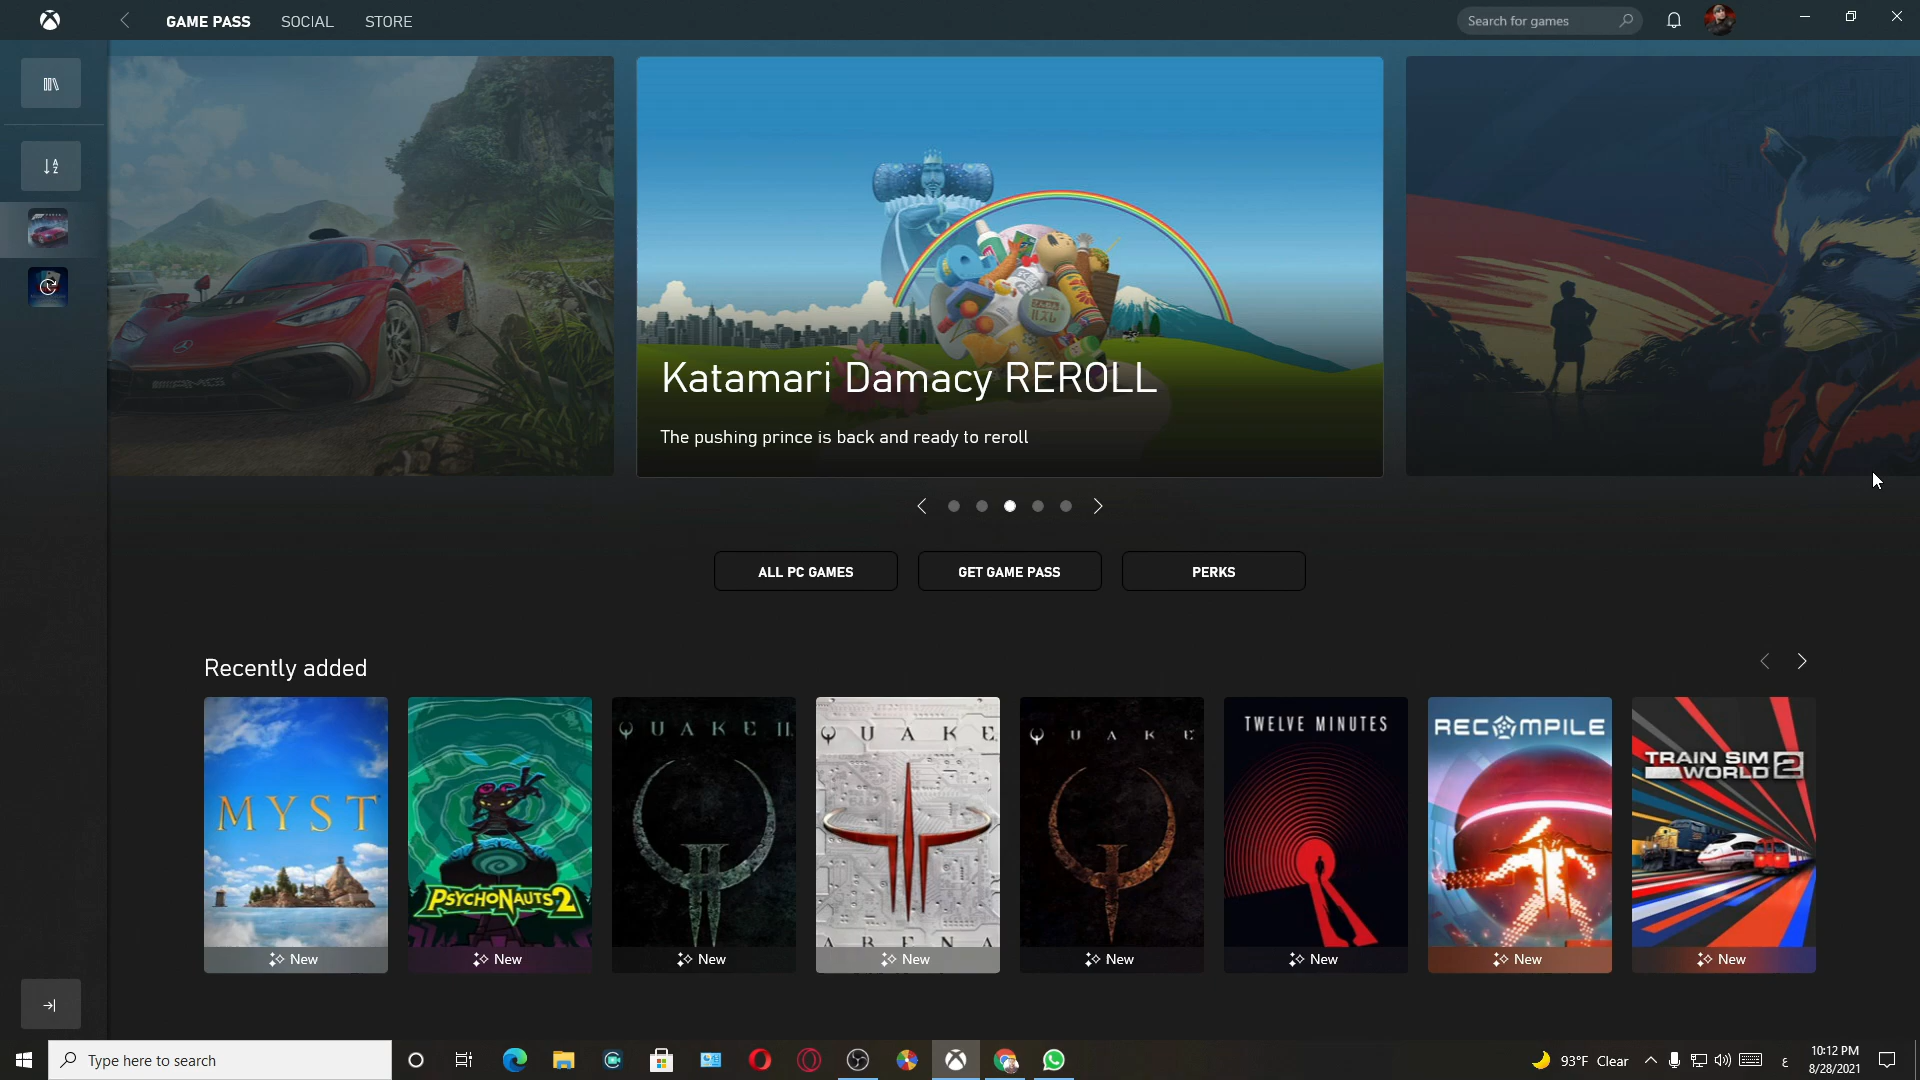 GAME PASS
SOCIAL
STORE
Search for games
Katamari Damacy REROLL
The pushing prince is back and ready to reroll
ALL PC GAMES
GET GAME PASS
PERKS
Recently added
MYST
PSYCHONAUTS 2
QUAKE II
QUAKE
ARENA
QUAKE
TWELVE MINUTES
RECOMPILE
TRAIN SIM
WORLD 2
New
New
New
New
New
New
New
New
Type here to search
93°F Clear
ع
10:12 PM
8/28/2021